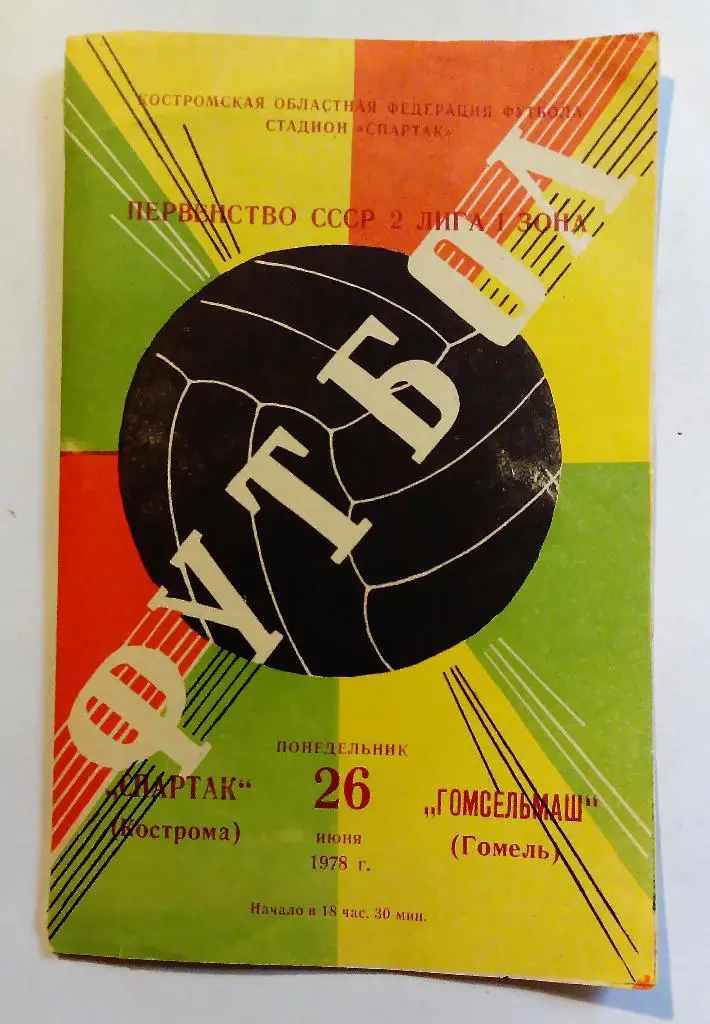 КОСТРОМСКАЯ ОБЛАСТНАЯ ФЕДЕРАЦИЯ ФУТБОЛА
СТАДИОН «СПАРТАК»
ПЕРВЕНСТВО СССР 2 ЛИГА I ЗОНА
ФУТБОЛ
ПОНЕДЕЛЬНИК
26
ИЮНЯ
1978 г.
„СПАРТАК“
(Кострома)
„ГОМСЕЛЬМАШ“
(Гомель)
Начало в 18 час. 30 мин.